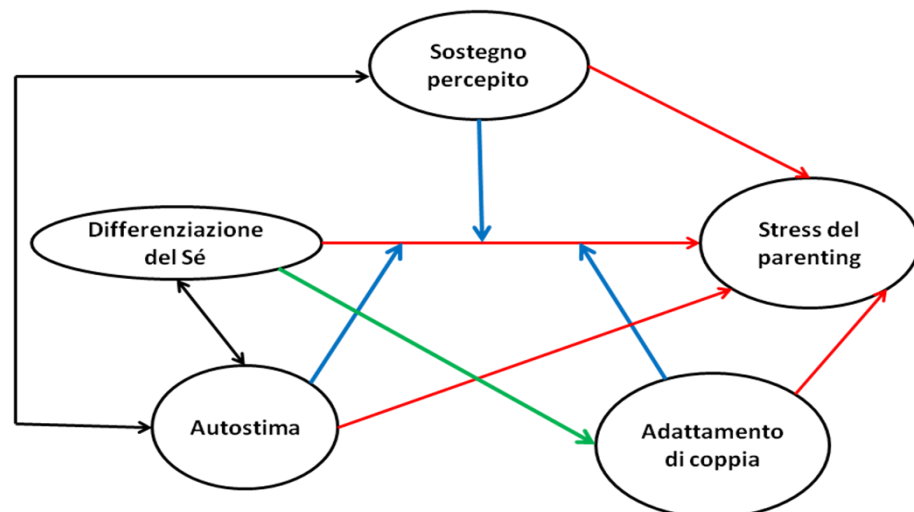 Sostegno
percepito
Differenziazione
del Sé
Stress del
parenting
Autostima
Adattamento
di coppia